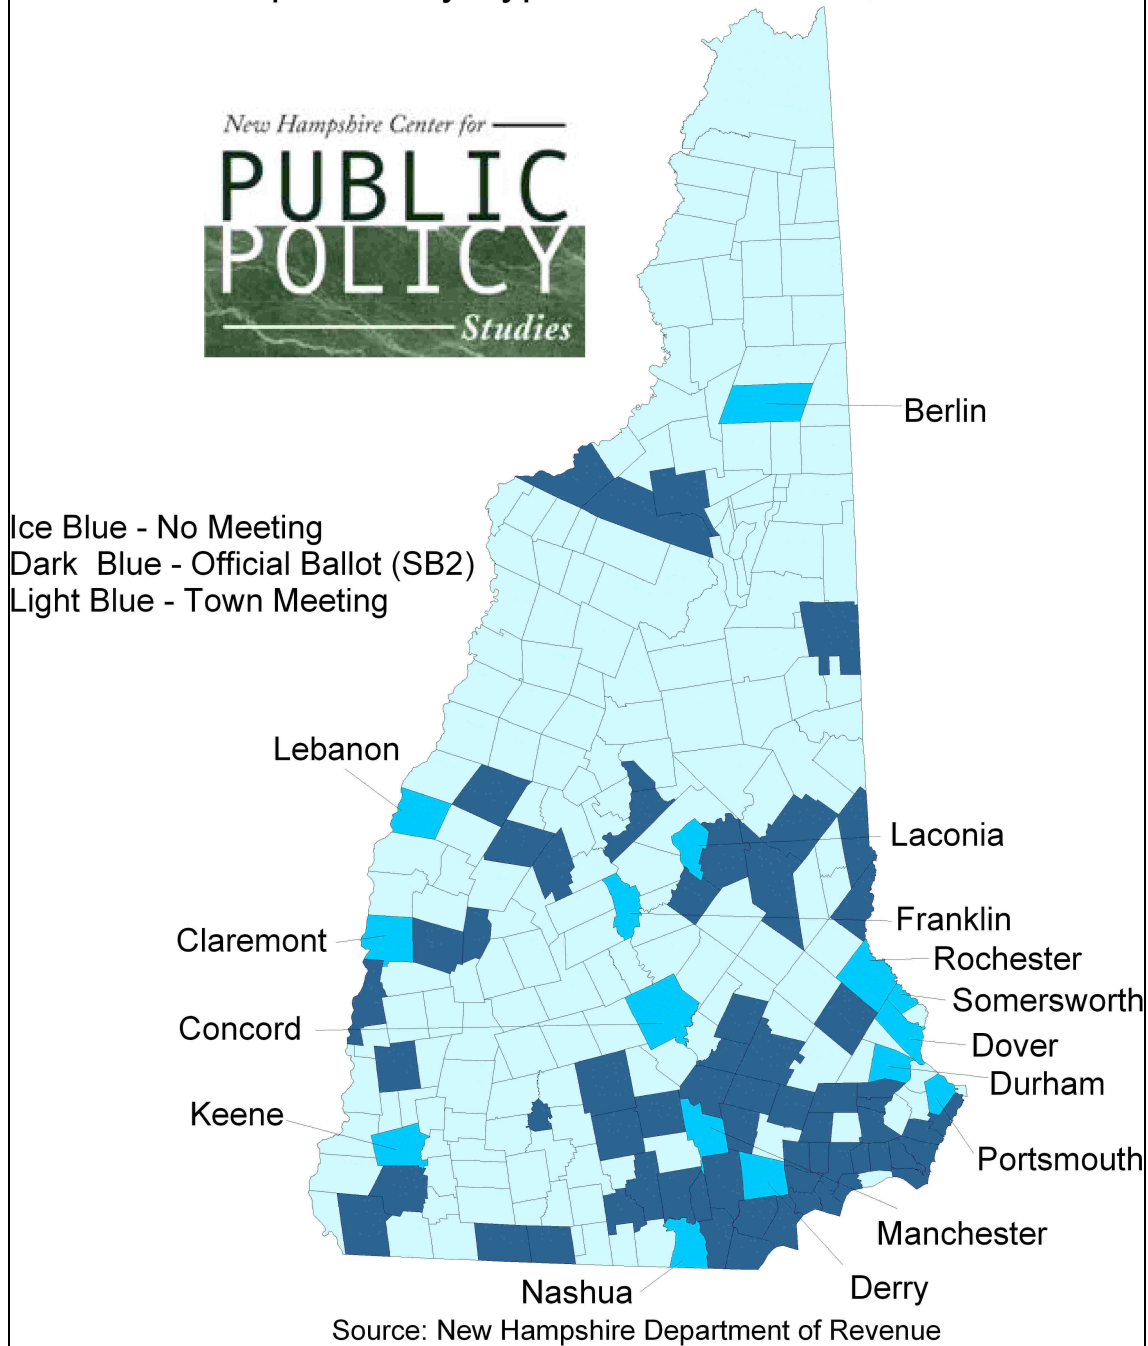 New Hampshire Center for
PUBLIC
POLICY
Studies
Berlin
Ice Blue - No Meeting
Dark Blue - Official Ballot (SB2)
Light Blue - Town Meeting
Lebanon
Laconia
Franklin
Claremont
Rochester
Somersworth
Concord
Dover
Durham
Keene
Portsmouth
Manchester
Derry
Nashua
Source: New Hampshire Department of Revenue